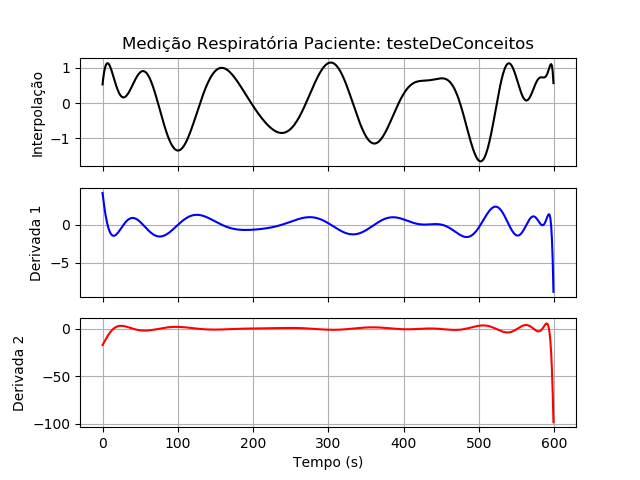 Medição Respiratória Paciente: testeDeConceitos
Interpolação
1
0
−1
Derivada 1
0
−5
Derivada 2
0
−50
−100
0 100 200 300 400 500 600
Tempo (s)